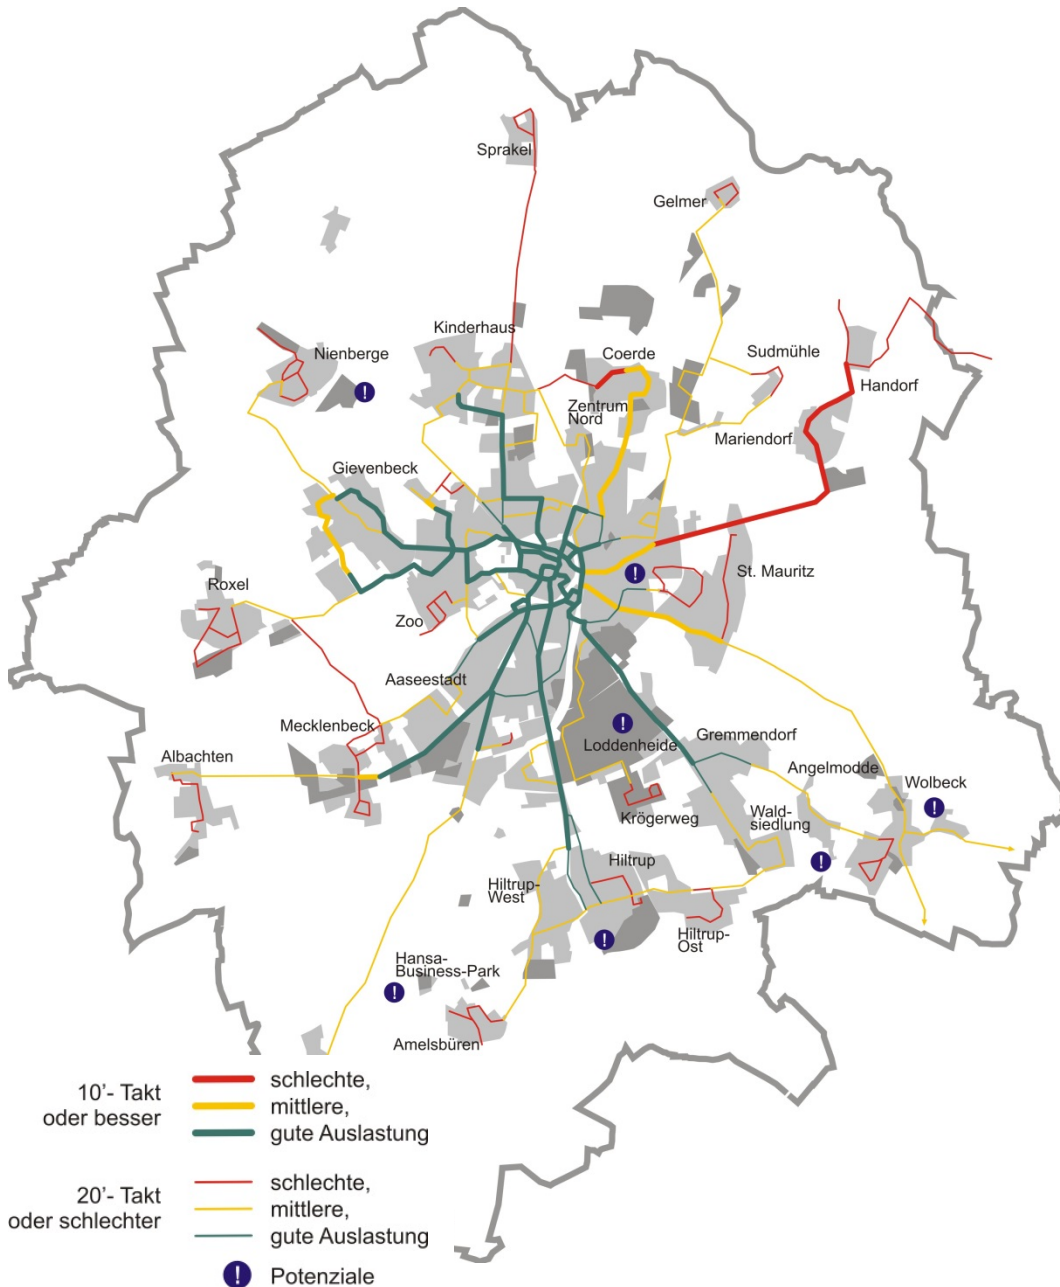 Sprakel
Gelmer
Kinderhaus
Nienberge
!
Coerde
Sudmühle
Handorf
Zentrum
Nord
Mariendorf
Gievenbeck
Roxel
Zoo
!
St. Mauritz
Aaseestadt
Mecklenbeck
!
Loddenheide
Gremmendorf
Albachten
Angelmodde
Wolbeck
!
Krögerweg
Wald-
siedlung
!
Hiltrup
Hiltrup-
West
Hiltrup-
Ost
!
Hansa-
Business-Park
!
Amelsbüren
10'- Takt
oder besser
schlechte,
mittlere,
gute Auslastung
20'- Takt
oder schlechter
schlechte,
mittlere,
gute Auslastung
! Potenziale